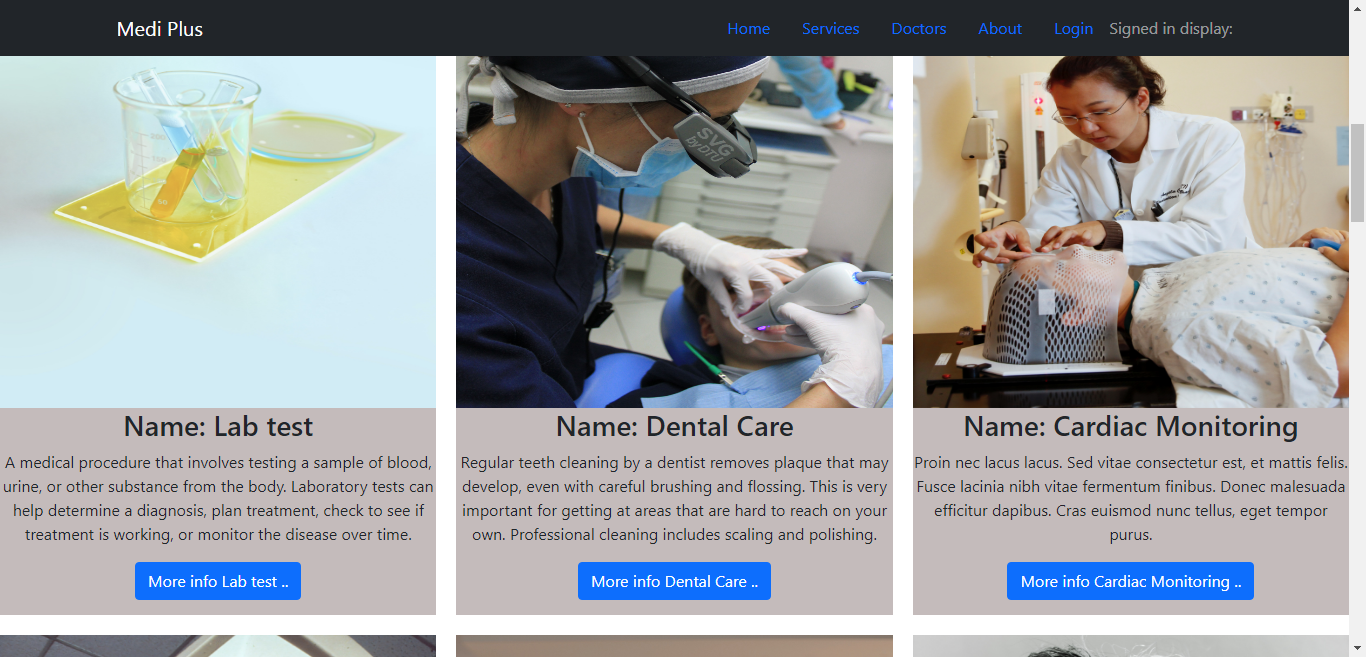 Medi Plus
Home Services Doctors About Login Signed in display:
SVG
by DTU
Name: Lab test
A medical procedure that involves testing a sample of blood,
urine, or other substance from the body. Laboratory tests can
help determine a diagnosis, plan treatment, check to see if
treatment is working, or monitor the disease over time.
More info Lab test ..
Name: Dental Care
Regular teeth cleaning by a dentist removes plaque that may
develop, even with careful brushing and flossing. This is very
important for getting at areas that are hard to reach on your
own. Professional cleaning includes scaling and polishing.
More info Dental Care ..
Name: Cardiac Monitoring
Proin nec lacus lacus. Sed vitae consectetur est, et mattis felis.
Fusce lacinia nibh vitae fermentum finibus. Donec malesuada
efficitur dapibus. Cras euismod nunc tellus, eget tempor
purus.
More info Cardiac Monitoring ..